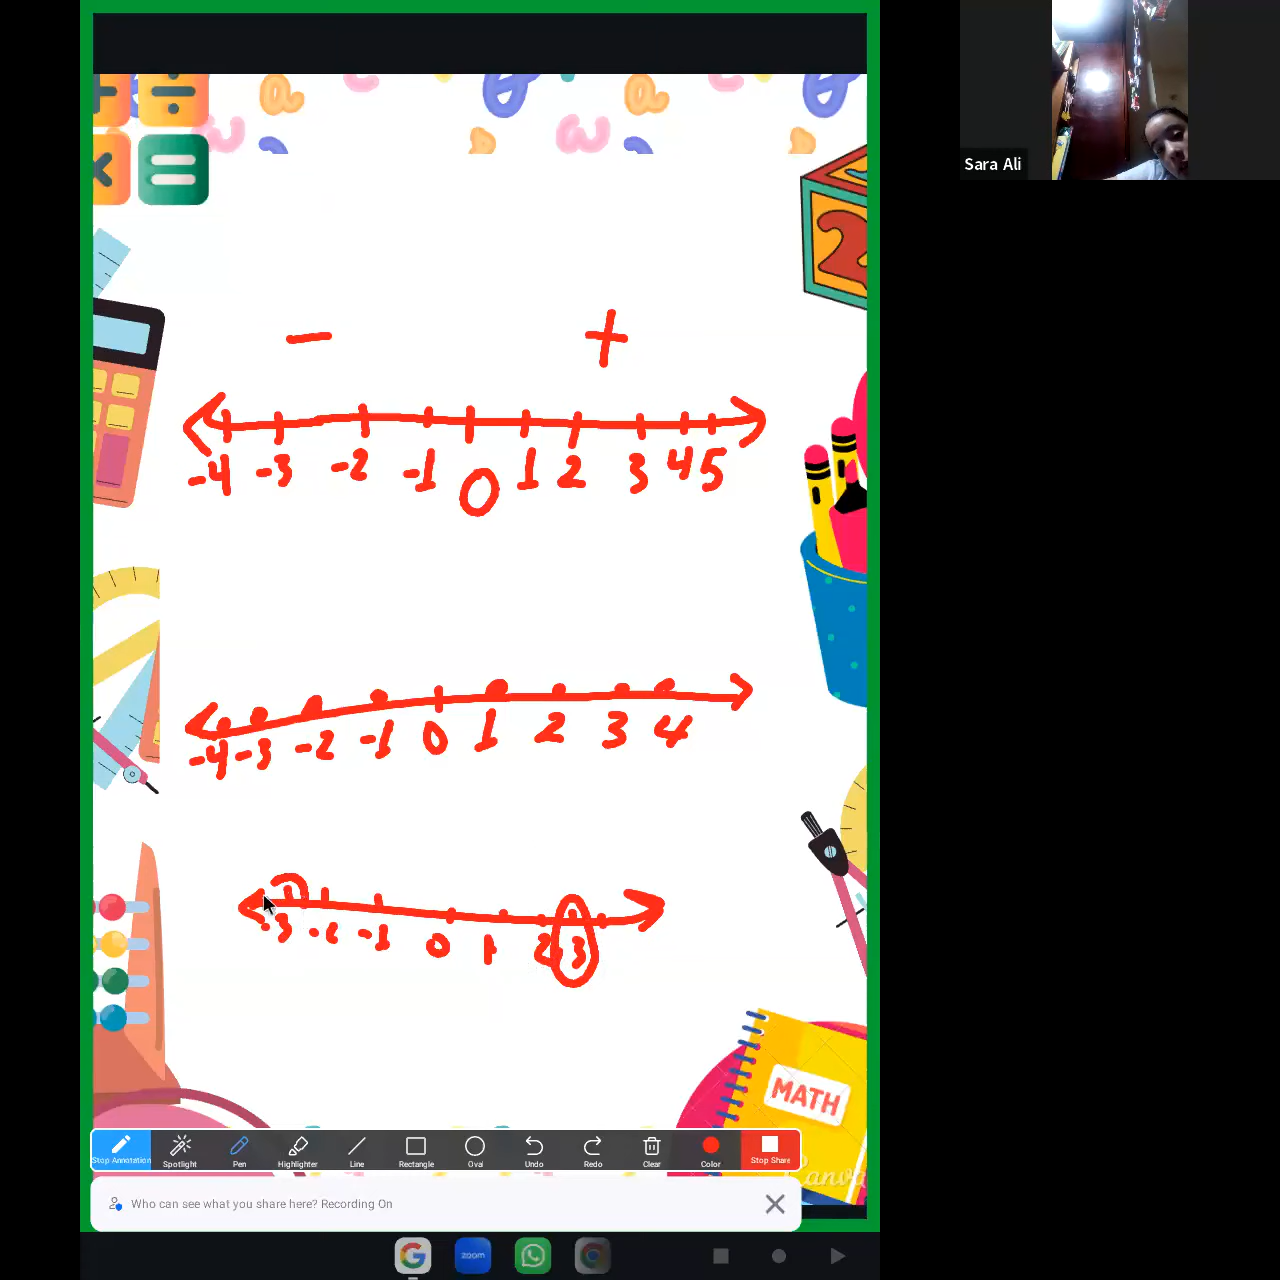 Sara Ali
2
- +
-4 -3 -2 -1 0 1 2 3 4 5
-4 -3 -2 -1 0 1 2 3 4
-3 -2 -1 0 1 2 3
MATH
Canva
Stop Annotation Spotlight Pen Highlighter Line Rectangle Oval Undo Redo Clear Color Stop Share
Who can see what you share here? Recording On
zoom